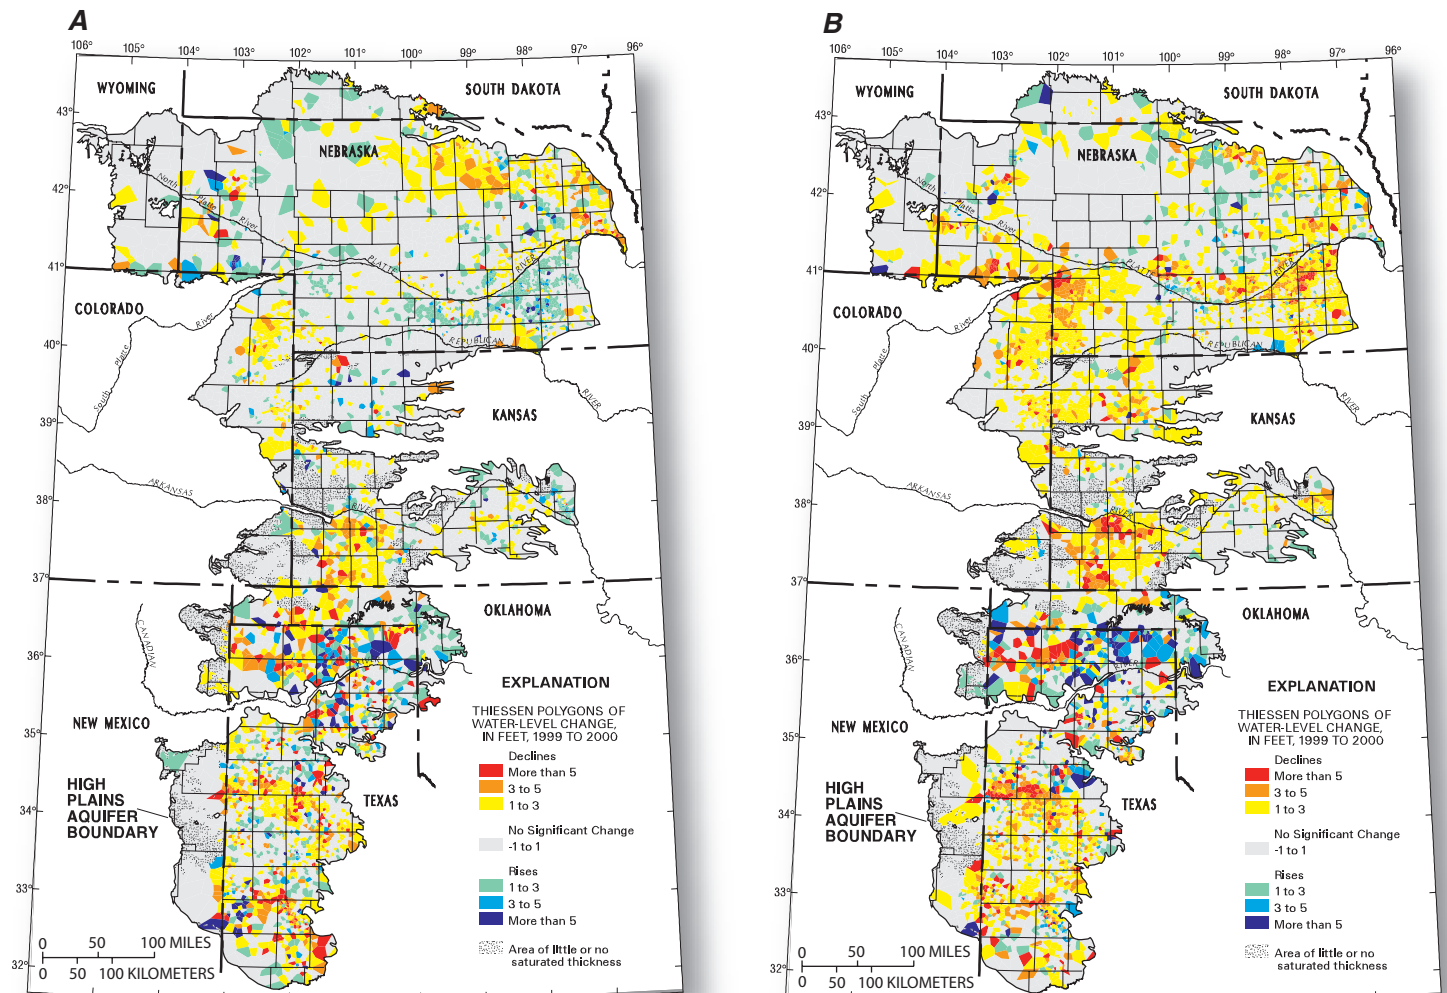 A
106° 105° 104° 103° 102° 101° 100° 99° 98° 97° 96°
WYOMING
SOUTH DAKOTA
43°
NEBRASKA
42°
North Platte River
PLATTE RIVER
41°
COLORADO
South Platte River
40°
REPUBLICAN RIVER
KANSAS
39°
38°
ARKANSAS RIVER
37°
OKLAHOMA
CANADIAN RIVER
36°
EXPLANATION
THIESSEN POLYGONS OF
WATER-LEVEL CHANGE,
IN FEET, 1999 TO 2000
NEW MEXICO
35°
Declines
More than 5
3 to 5
1 to 3
HIGH
PLAINS
AQUIFER
BOUNDARY
TEXAS
34°
No Significant Change
-1 to 1
Rises
1 to 3
3 to 5
More than 5
33°
Area of little or no
saturated thickness
0 50 100 MILES
0 50 100 KILOMETERS
32°
B
106° 105° 104° 103° 102° 101° 100° 99° 98° 97° 96°
WYOMING
SOUTH DAKOTA
43°
NEBRASKA
42°
North Platte River
PLATTE RIVER
41°
COLORADO
South Platte River
40°
REPUBLICAN RIVER
KANSAS
39°
38°
ARKANSAS RIVER
37°
OKLAHOMA
CANADIAN RIVER
36°
EXPLANATION
THIESSEN POLYGONS OF
WATER-LEVEL CHANGE,
IN FEET, 1999 TO 2000
NEW MEXICO
35°
Declines
More than 5
3 to 5
1 to 3
HIGH
PLAINS
AQUIFER
BOUNDARY
TEXAS
34°
No Significant Change
-1 to 1
Rises
1 to 3
3 to 5
More than 5
33°
Area of little or no
saturated thickness
0 50 100 MILES
0 50 100 KILOMETERS
32°